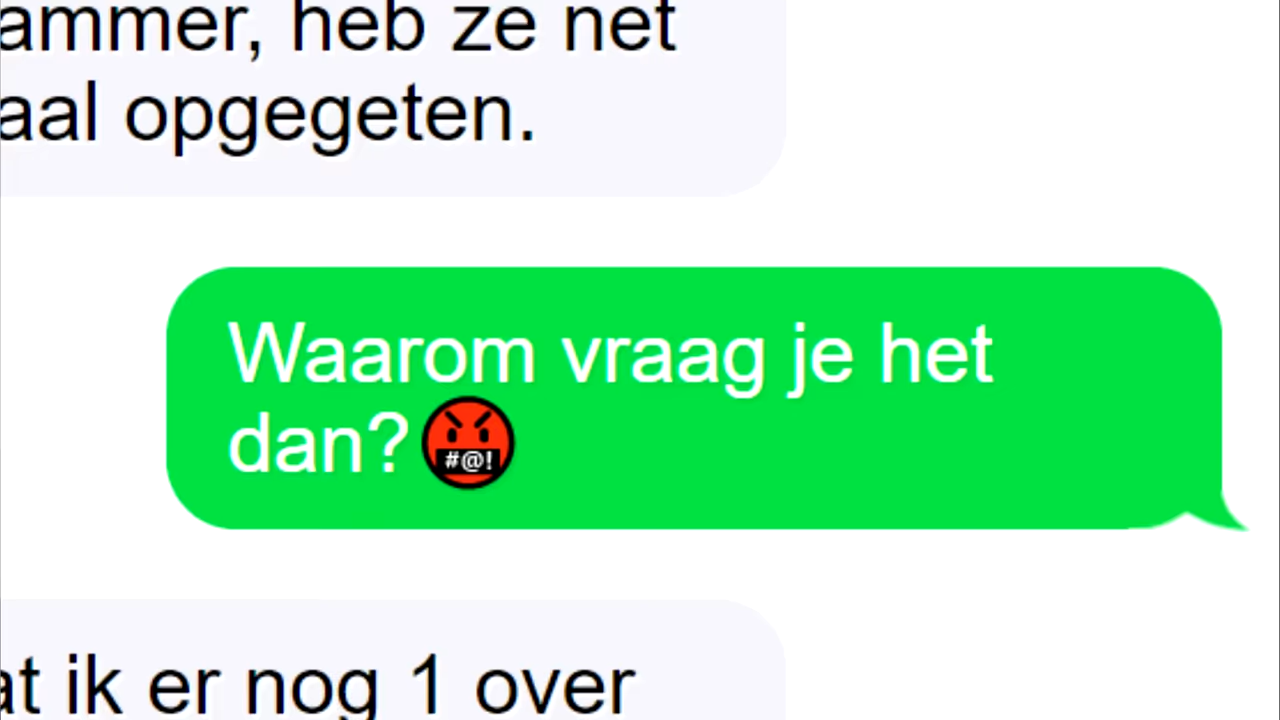 ammer, heb ze net
aal opgegeten.
Waarom vraag je het
dan?🤬
#@!
at ik er nog 1 over